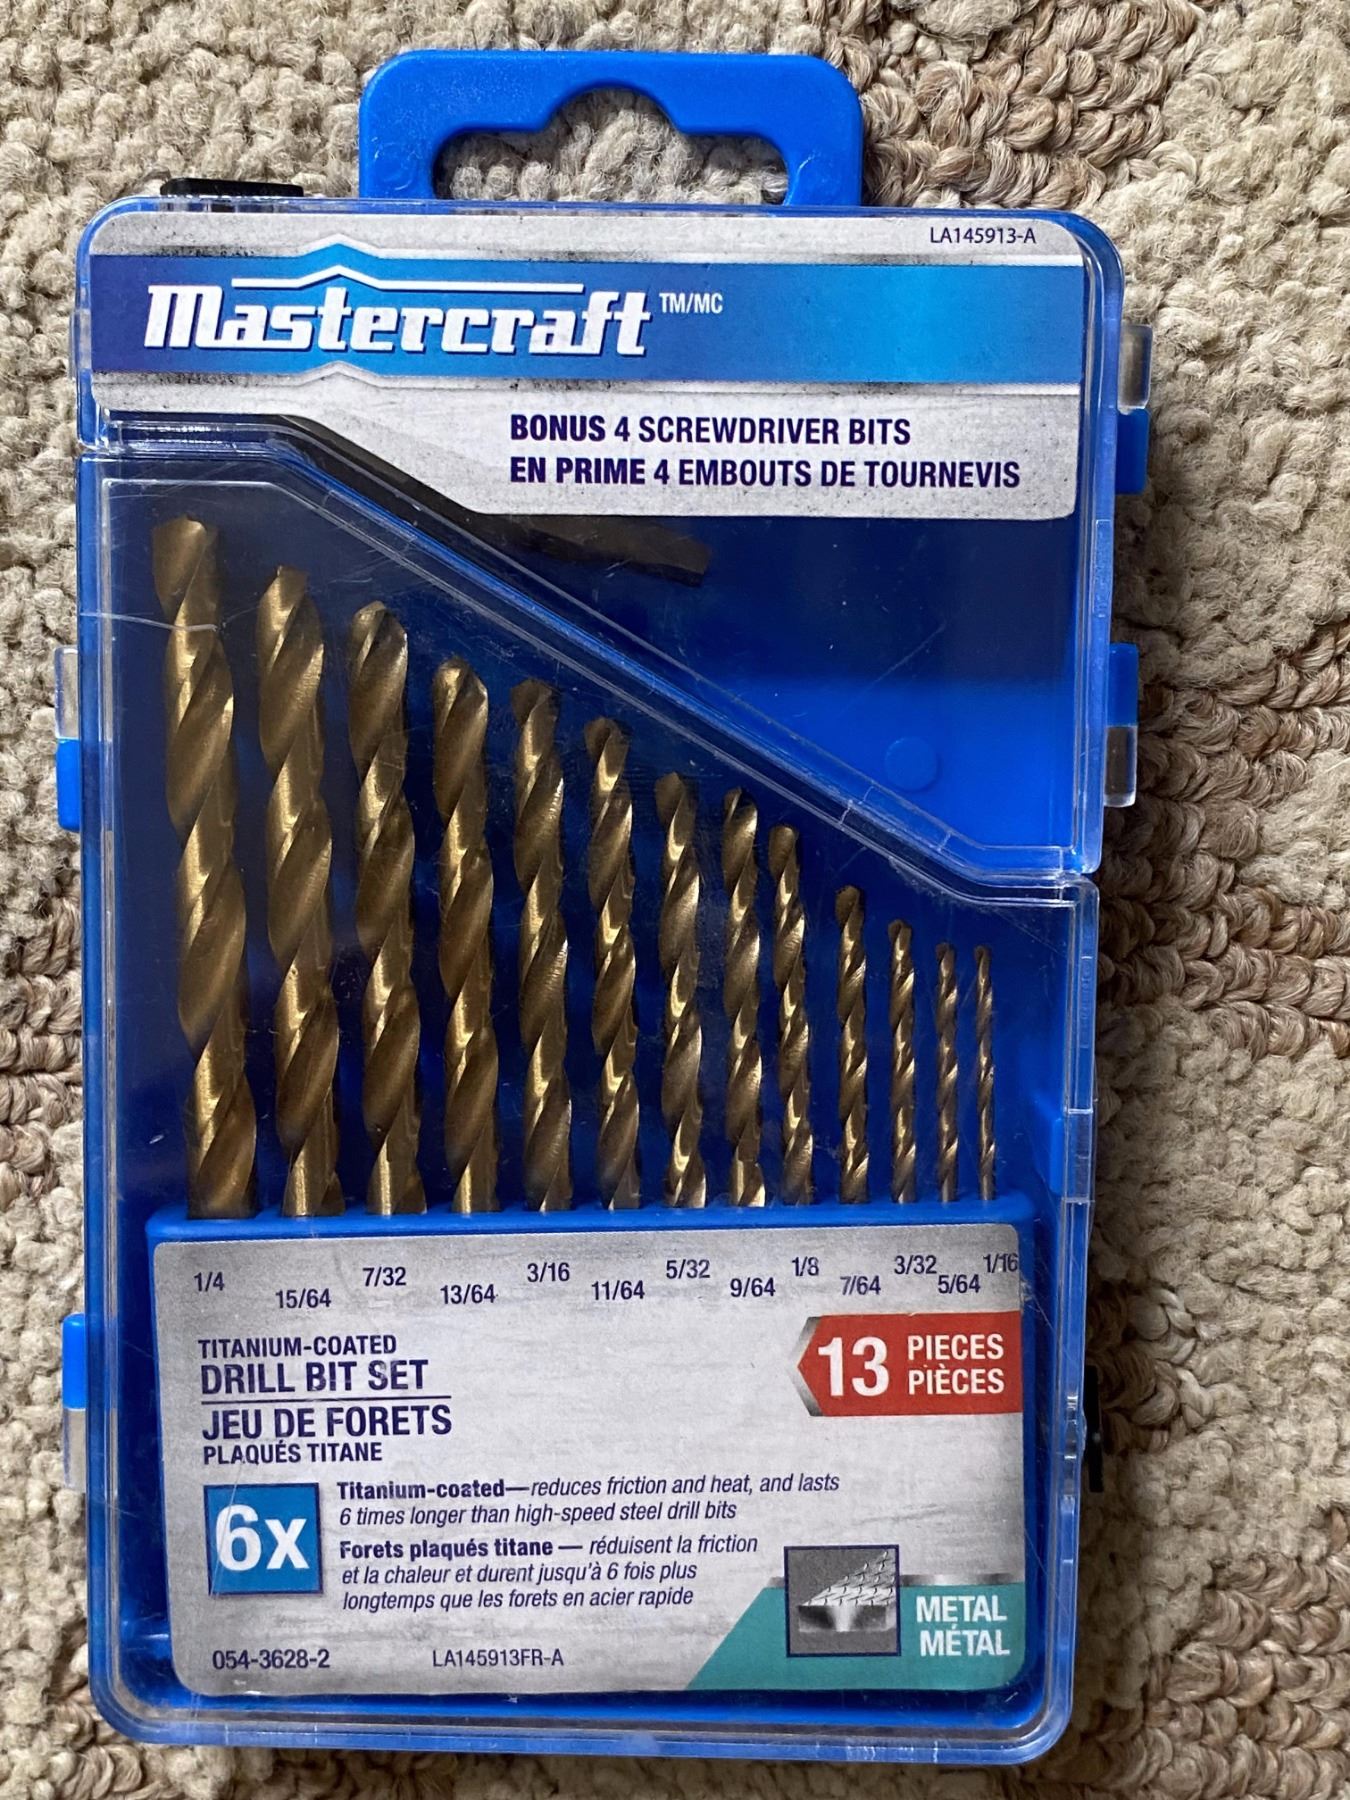 LA145913-A
Mastercraft TM/MC
BONUS 4 SCREWDRIVER BITS
EN PRIME 4 EMBOUTS DE TOURNEVIS
1/4 15/64 7/32 13/64 3/16 11/64 5/32 9/64 1/8 7/64 3/32 5/64 1/16
TITANIUM-COATED
DRILL BIT SET
JEU DE FORETS
PLAQUÉS TITANE
13 PIECES
PIÈCES
6x
Titanium-coated—reduces friction and heat, and lasts
6 times longer than high-speed steel drill bits
Forets plaqués titane — réduisent la friction
et la chaleur et durent jusqu'à 6 fois plus
longtemps que les forets en acier rapide
METAL
MÉTAL
054-3628-2 LA145913FR-A